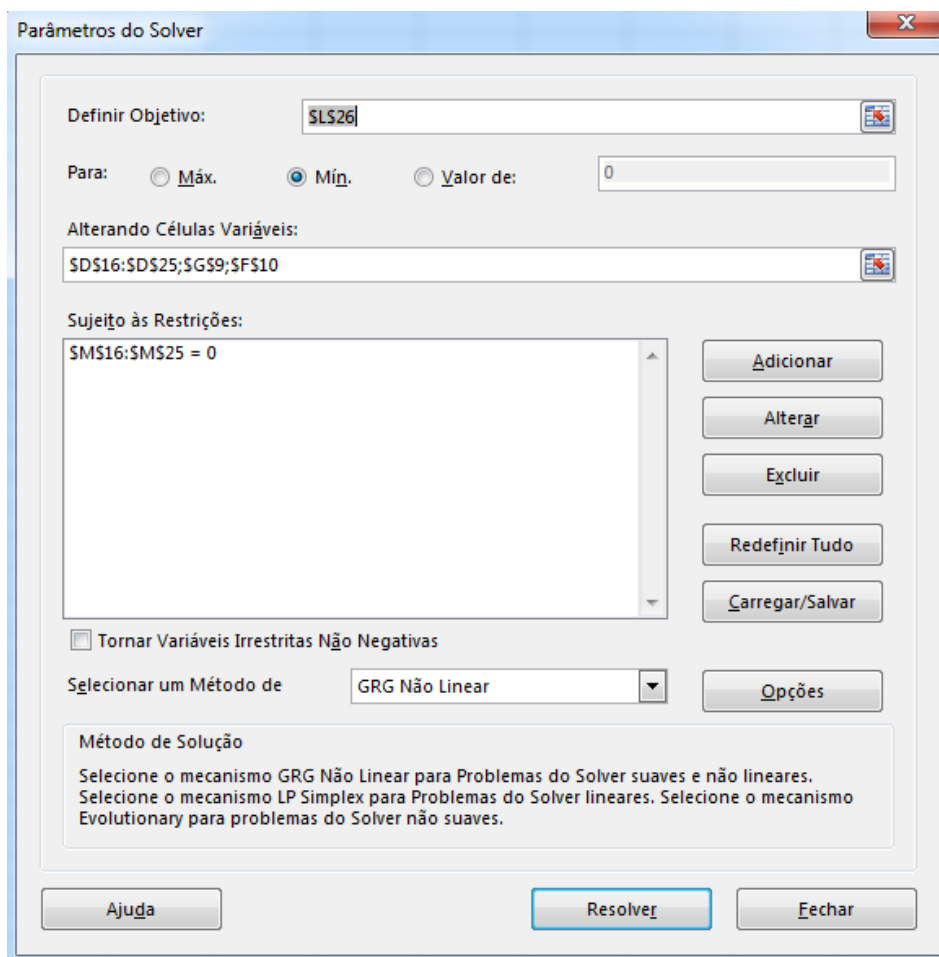 Parâmetros do Solver
x
Definir Objetivo: $L$26
Para: Máx. Mín. Valor de: 0
Alterando Células Variáveis:
$D$16:$D$25;$G$9;$F$10
Sujeito às Restrições:
$M$16:$M$25 = 0
Adicionar
Alterar
Excluir
Redefinir Tudo
Carregar/Salvar
Tornar Variáveis Irrestritas Não Negativas
Selecionar um Método de GRG Não Linear Opções
Método de Solução
Selecione o mecanismo GRG Não Linear para Problemas do Solver suaves e não lineares.
Selecione o mecanismo LP Simplex para Problemas do Solver lineares. Selecione o mecanismo
Evolutionary para problemas do Solver não suaves.
Ajuda Resolver Fechar